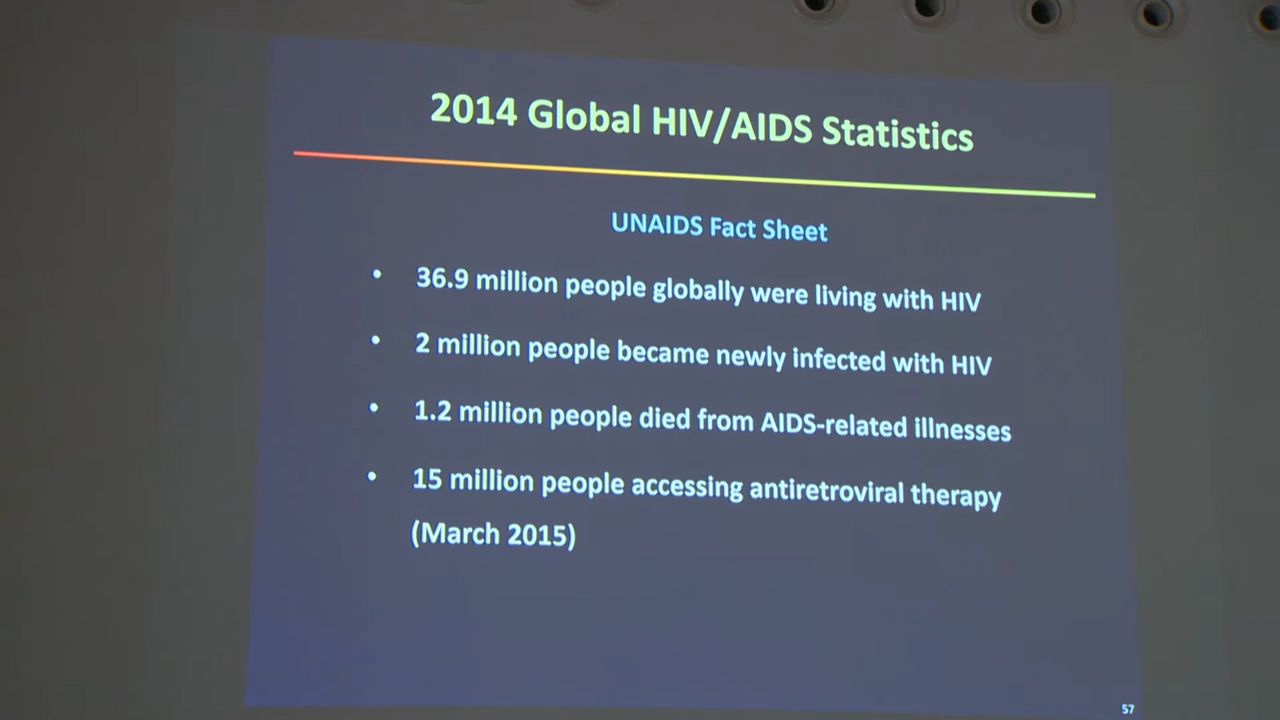 2014 Global HIV/AIDS Statistics
UNAIDS Fact Sheet
• 36.9 million people globally were living with HIV
• 2 million people became newly infected with HIV
• 1.2 million people died from AIDS-related illnesses
• 15 million people accessing antiretroviral therapy
(March 2015)
57